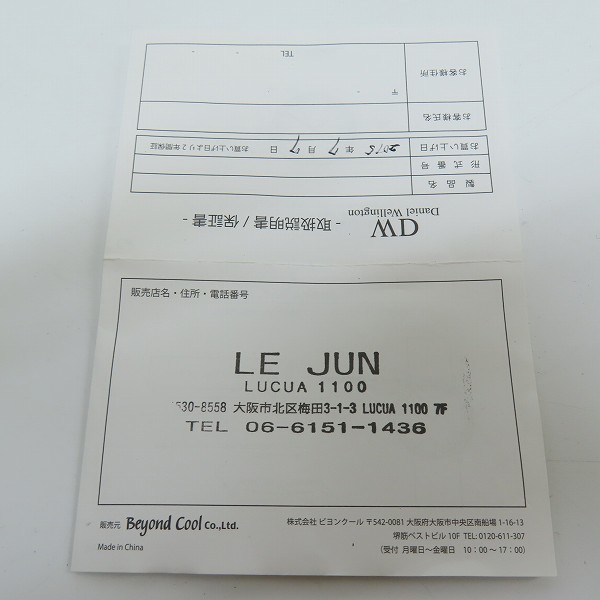 DW
Daniel Wellington
- 取扱説明書 / 保証書 -
製品名
形式番号
お買い上げ日 2015 年 7 月 7 日 お買い上げ日より2年間保証
お客様氏名
お客様住所 〒
TEL
販売店名・住所・電話番号
LE JUN
LUCUA 1100
530-8558 大阪市北区梅田3-1-3 LUCUA 1100 7F
TEL 06-6151-1436
販売元 Beyond Cool Co.,Ltd.
株式会社 ビヨンクール 〒542-0081 大阪府大阪市中央区南船場 1-16-13
堺筋ベストビル 10F TEL: 0120-611-307
Made in China
(受付 月曜日～金曜日 10：00 ～ 17：00)